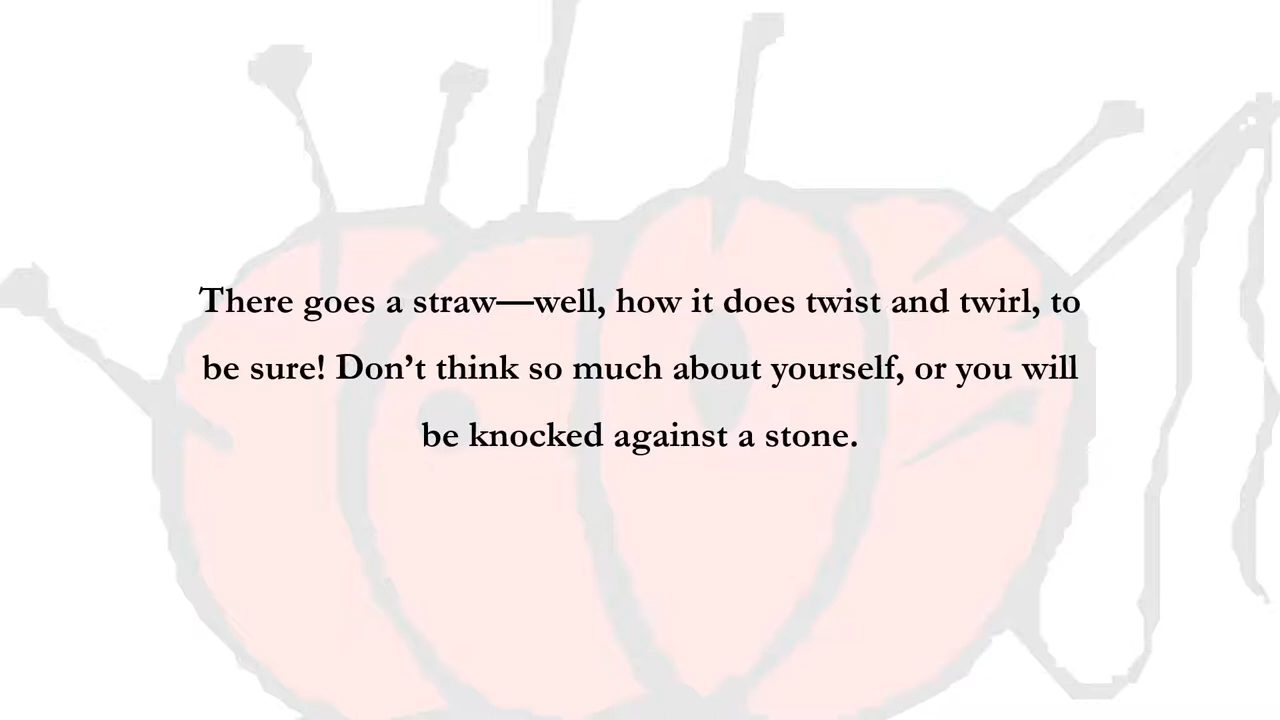 There goes a straw—well, how it does twist and twirl, to
be sure! Don’t think so much about yourself, or you will
be knocked against a stone.